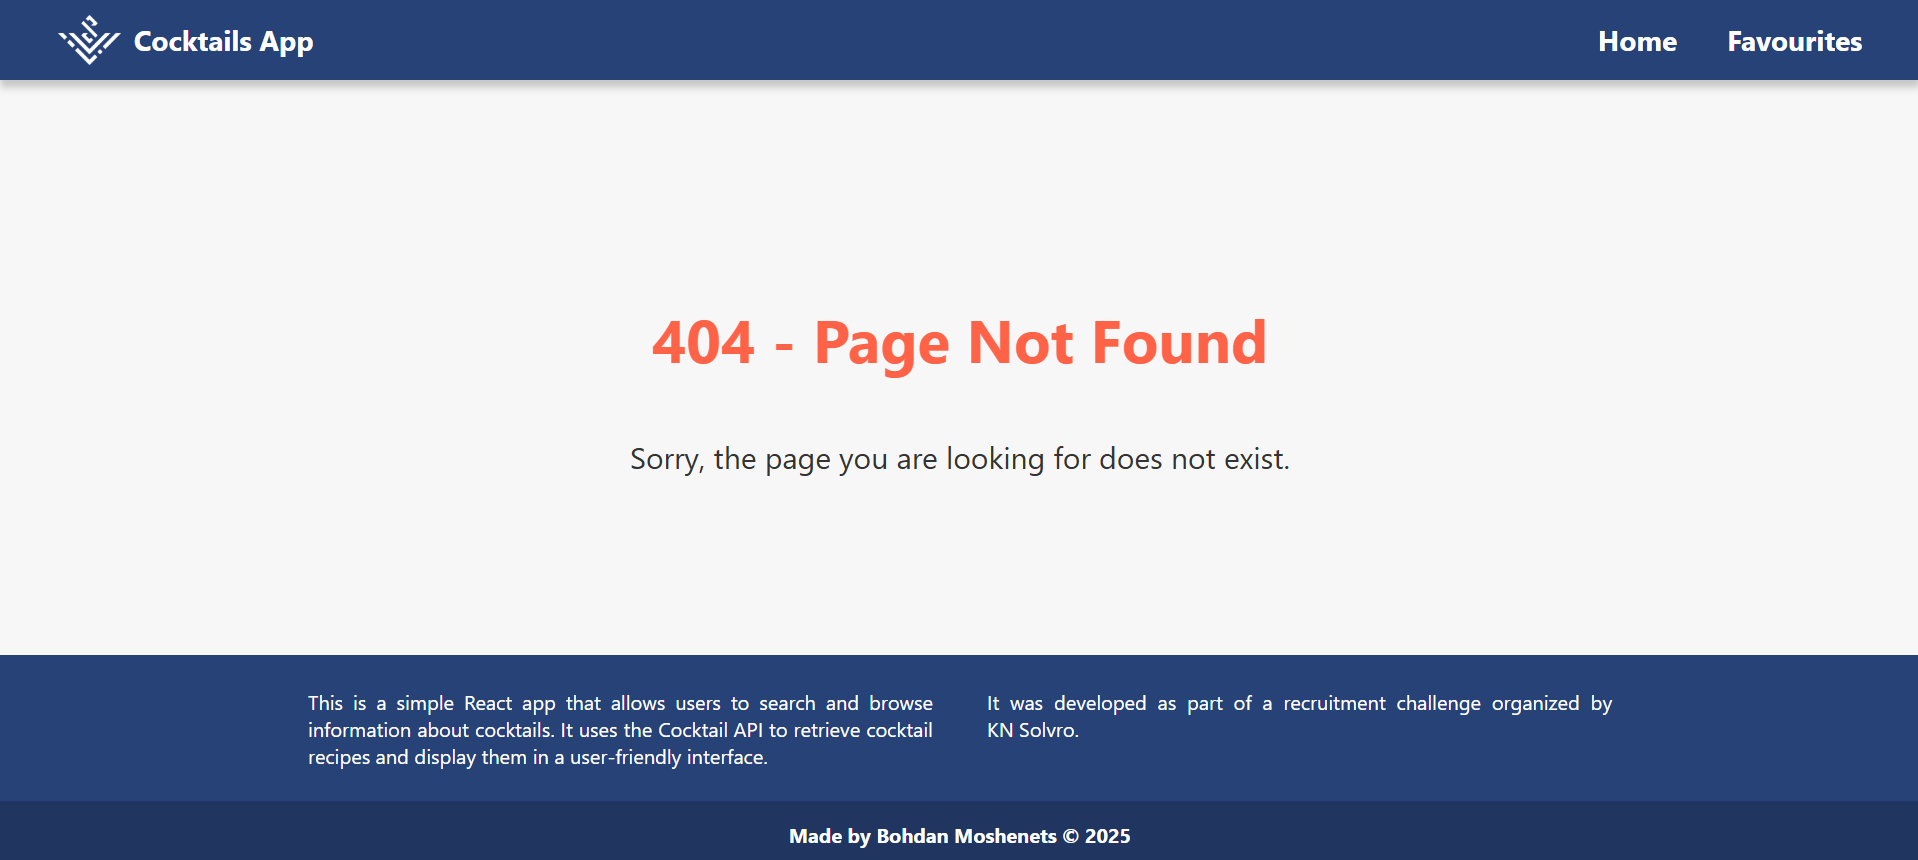 Cocktails App
Home
Favourites
404 - Page Not Found
Sorry, the page you are looking for does not exist.
This is a simple React app that allows users to search and browse
information about cocktails. It uses the Cocktail API to retrieve cocktail
recipes and display them in a user-friendly interface.
It was developed as part of a recruitment challenge organized by
KN Solvro.
Made by Bohdan Moshenets © 2025